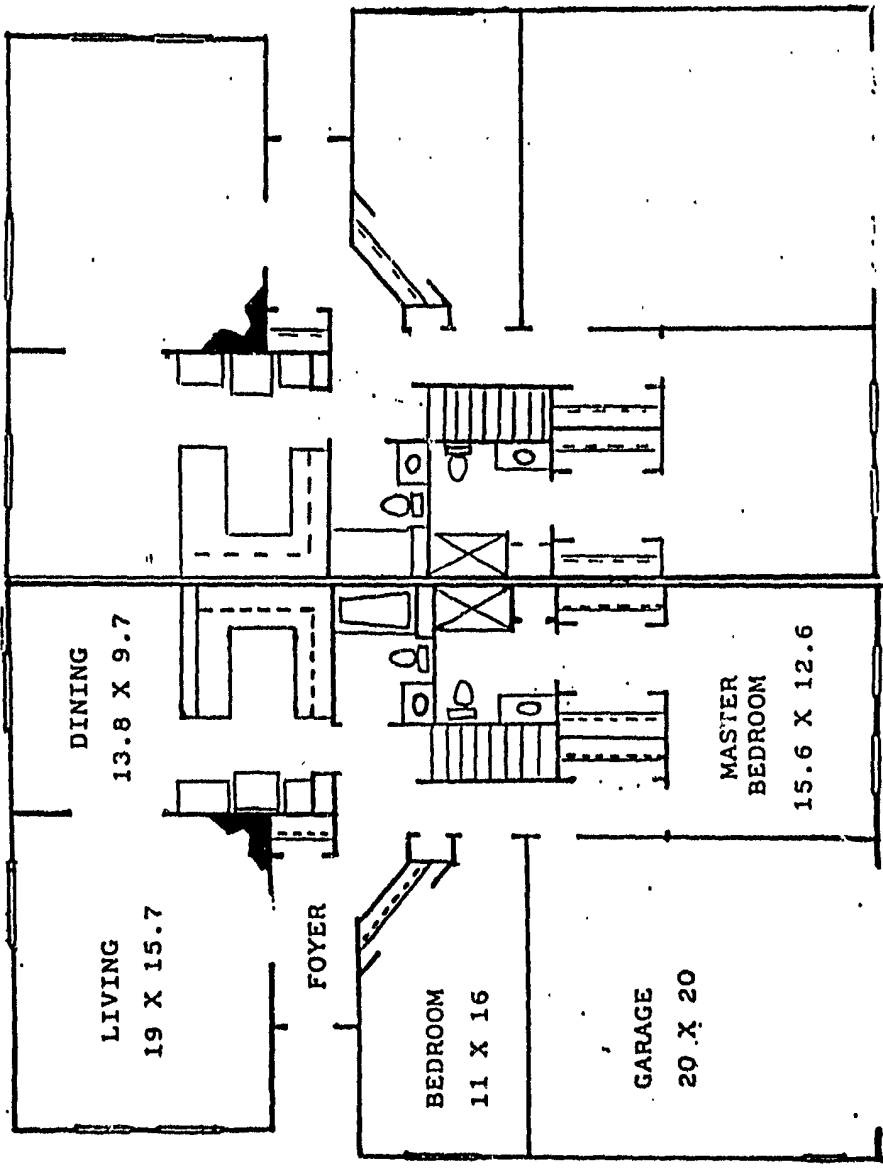 LIVING
19 X 15.7
DINING
13.8 X 9.7
FOYER
BEDROOM
11 X 16
GARAGE
20 X 20
MASTER
BEDROOM
15.6 X 12.6